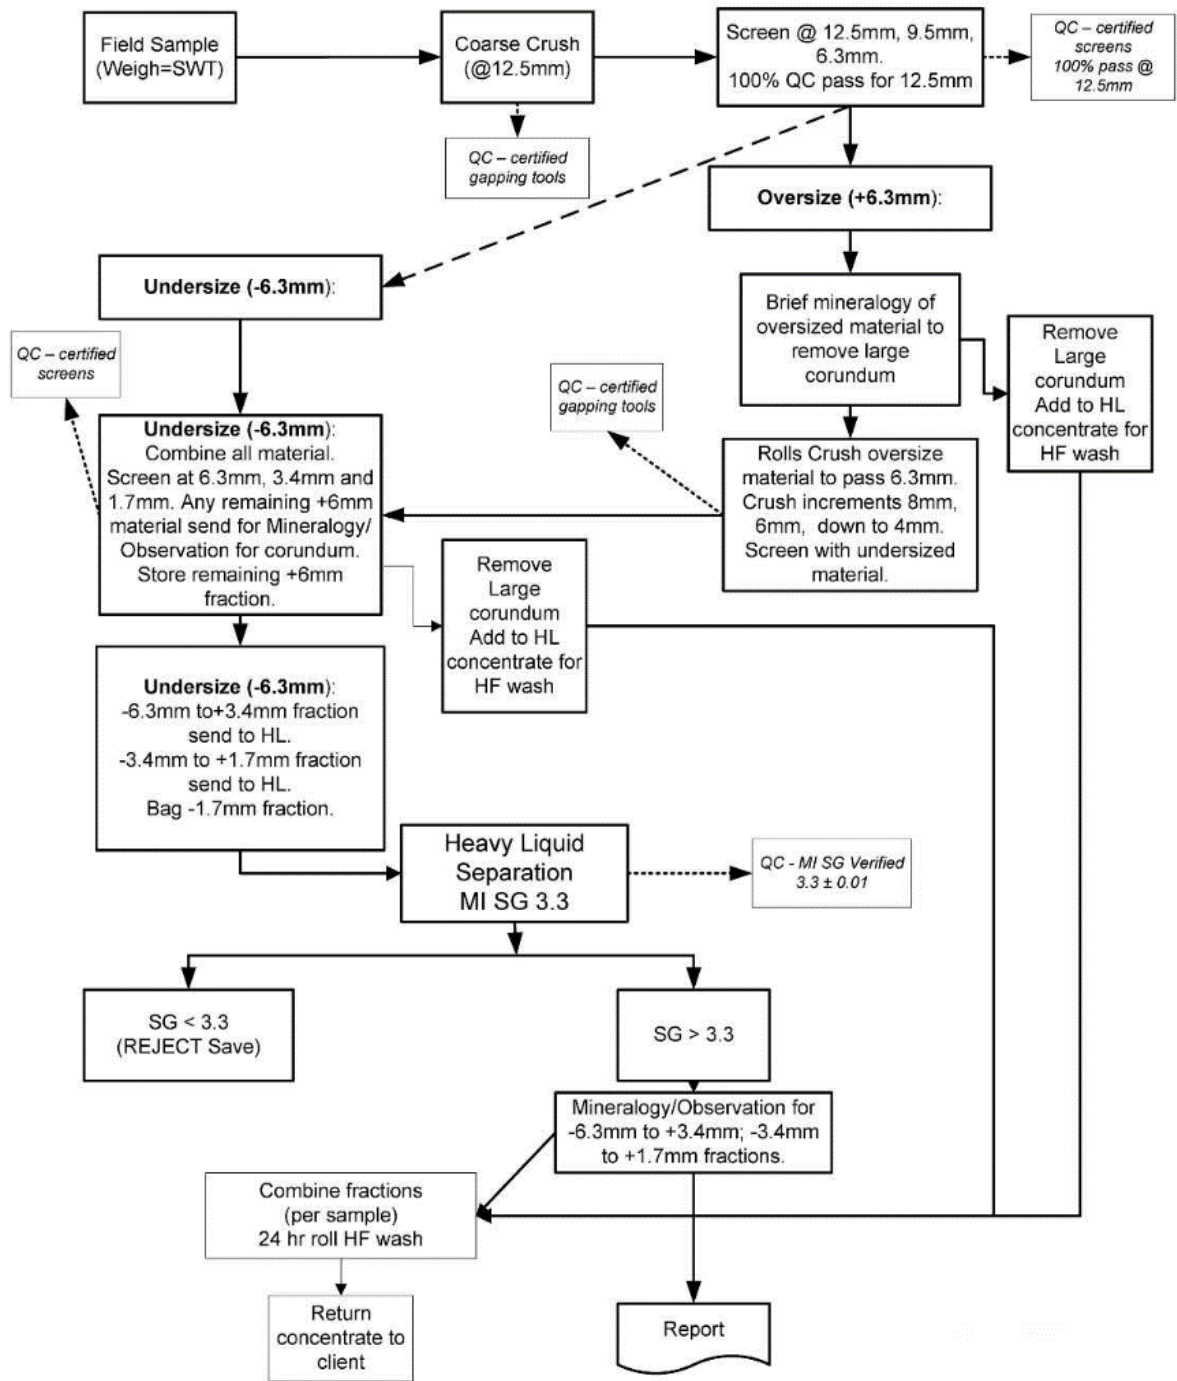 Field Sample
(Weigh=SWT)
Coarse Crush
(@12.5mm)
Screen @ 12.5mm, 9.5mm,
6.3mm.
100% QC pass for 12.5mm
QC – certified
screens
100% pass @
12.5mm
QC – certified
gapping tools
Oversize (+6.3mm):
Undersize (-6.3mm):
Brief mineralogy of
oversized material to
remove large
corundum
Remove
Large
corundum
Add to HL
concentrate for
HF wash
QC – certified
screens
QC – certified
gapping tools
Undersize (-6.3mm):
Combine all material.
Screen at 6.3mm, 3.4mm and
1.7mm. Any remaining +6mm
material send for Mineralogy/
Observation for corundum.
Store remaining +6mm
fraction.
Rolls Crush oversize
material to pass 6.3mm.
Crush increments 8mm,
6mm, down to 4mm.
Screen with undersized
material.
Remove
Large
corundum
Add to HL
concentrate for
HF wash
Undersize (-6.3mm):
-6.3mm to+3.4mm fraction
send to HL.
-3.4mm to +1.7mm fraction
send to HL.
Bag -1.7mm fraction.
Heavy Liquid
Separation
MI SG 3.3
QC - MI SG Verified
3.3 ± 0.01
SG < 3.3
(REJECT Save)
SG > 3.3
Mineralogy/Observation for
-6.3mm to +3.4mm; -3.4mm
to +1.7mm fractions.
Combine fractions
(per sample)
24 hr roll HF wash
Return
concentrate to
client
Report